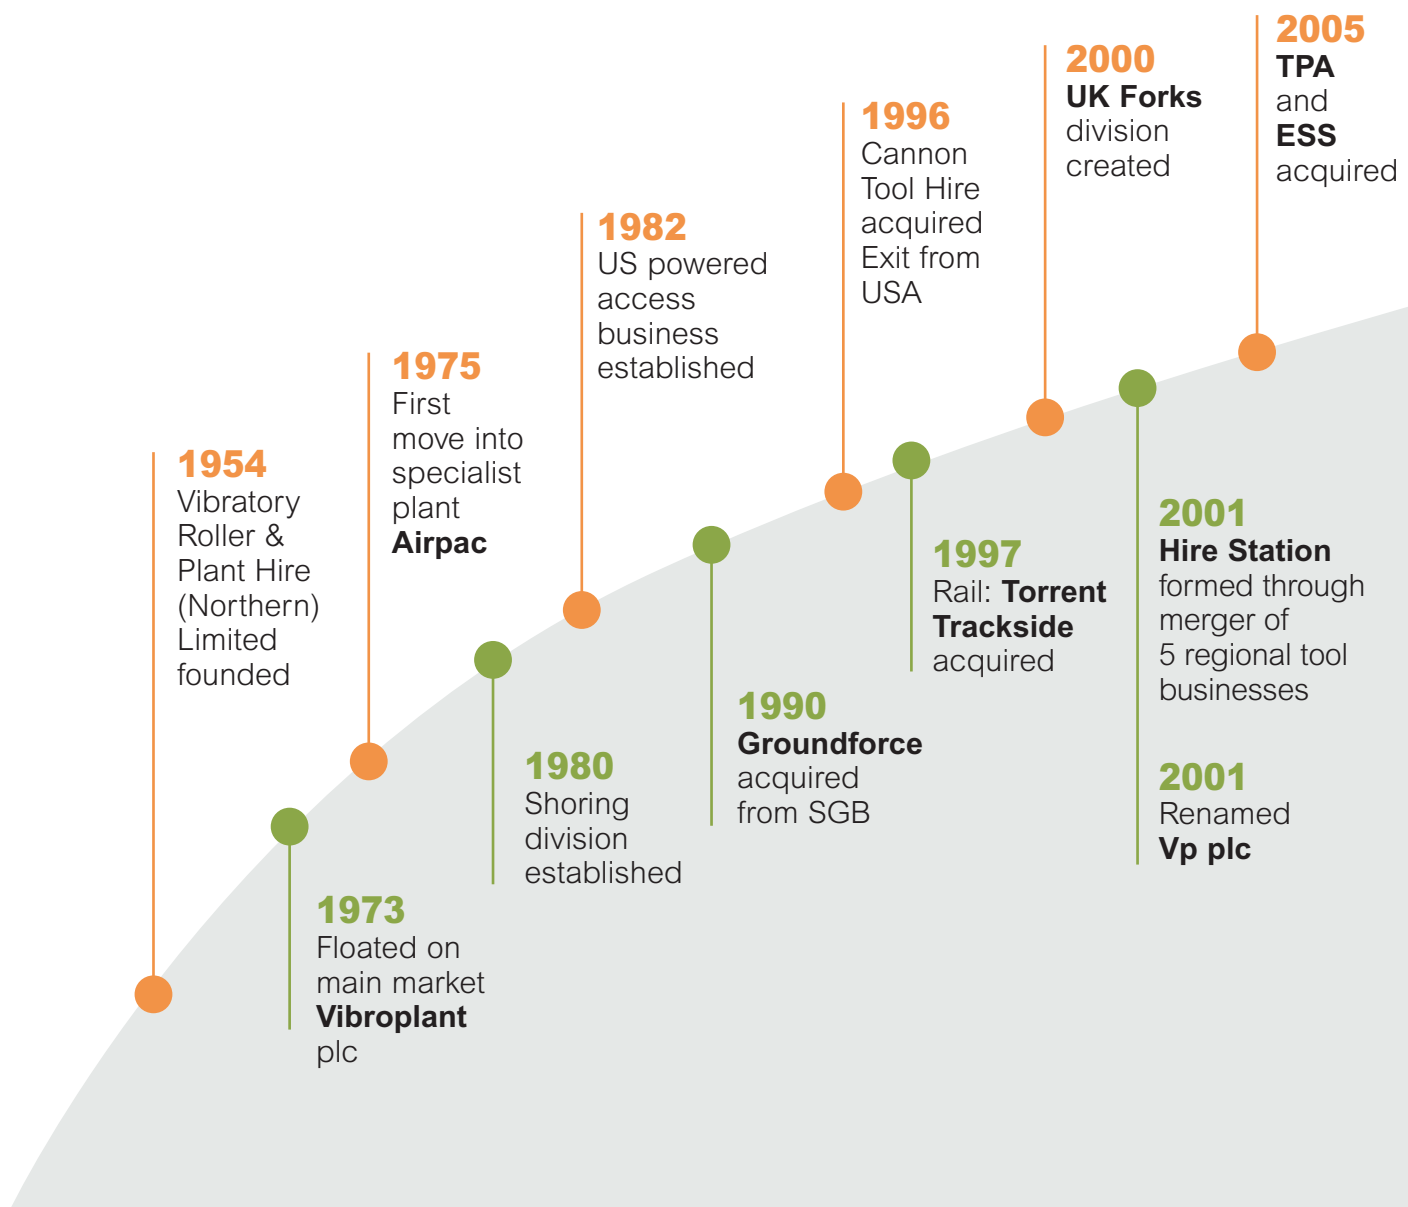 1954
Vibratory
Roller &
Plant Hire
(Northern)
Limited
founded
1973
Floated on
main market
Vibroplant
plc
1975
First
move into
specialist
plant
Airpac
1980
Shoring
division
established
1982
US powered
access
business
established
1990
Groundforce
acquired
from SGB
1996
Cannon
Tool Hire
acquired
Exit from
USA
1997
Rail: Torrent
Trackside
acquired
2000
UK Forks
division
created
2001
Hire Station
formed through
merger of
5 regional tool
businesses
2001
Renamed
Vp plc
2005
TPA
and
ESS
acquired